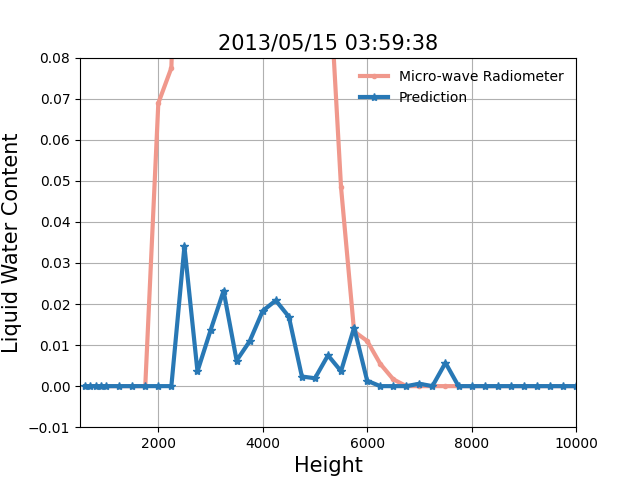 2013/05/15 03:59:38
Micro-wave Radiometer
Prediction
Liquid Water Content
0.08
0.07
0.06
0.05
0.04
0.03
0.02
0.01
0.00
−0.01
2000 4000 6000 8000 10000
Height